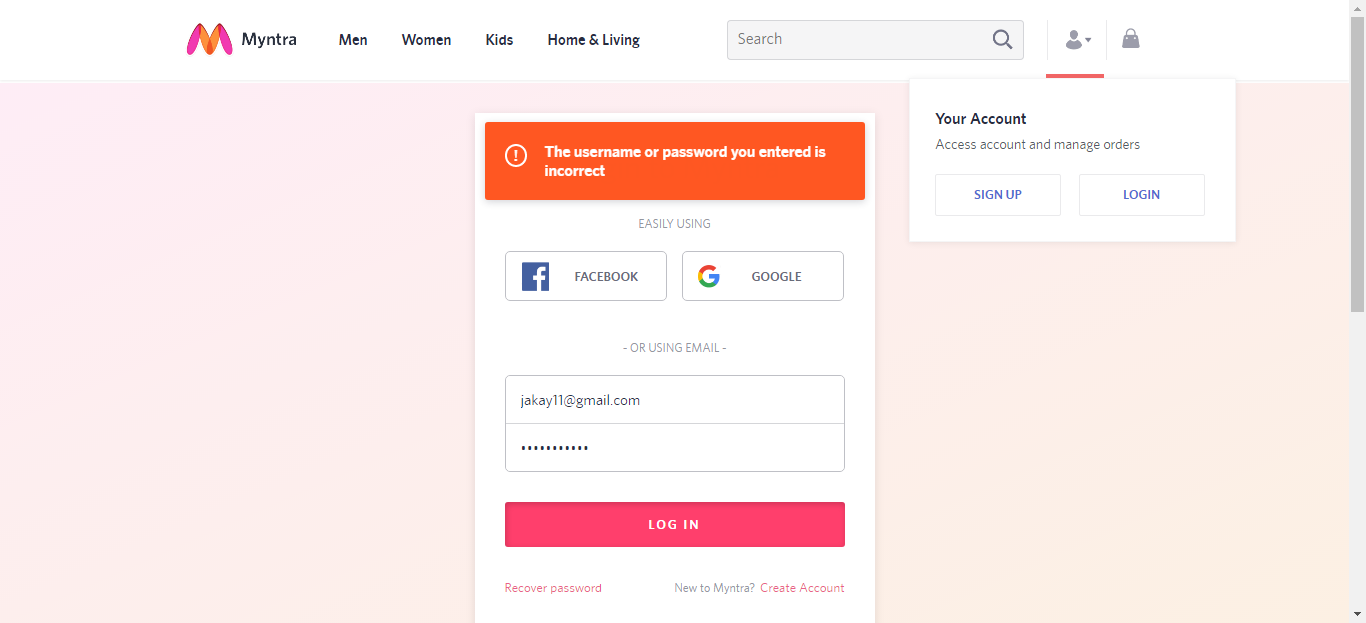 Myntra
Men
Women
Kids
Home & Living
Search
Your Account
Access account and manage orders
SIGN UP
LOGIN
The username or password you entered is
incorrect
EASILY USING
FACEBOOK
GOOGLE
- OR USING EMAIL -
jakay11@gmail.com
•••••••••••
LOG IN
Recover password
New to Myntra? Create Account